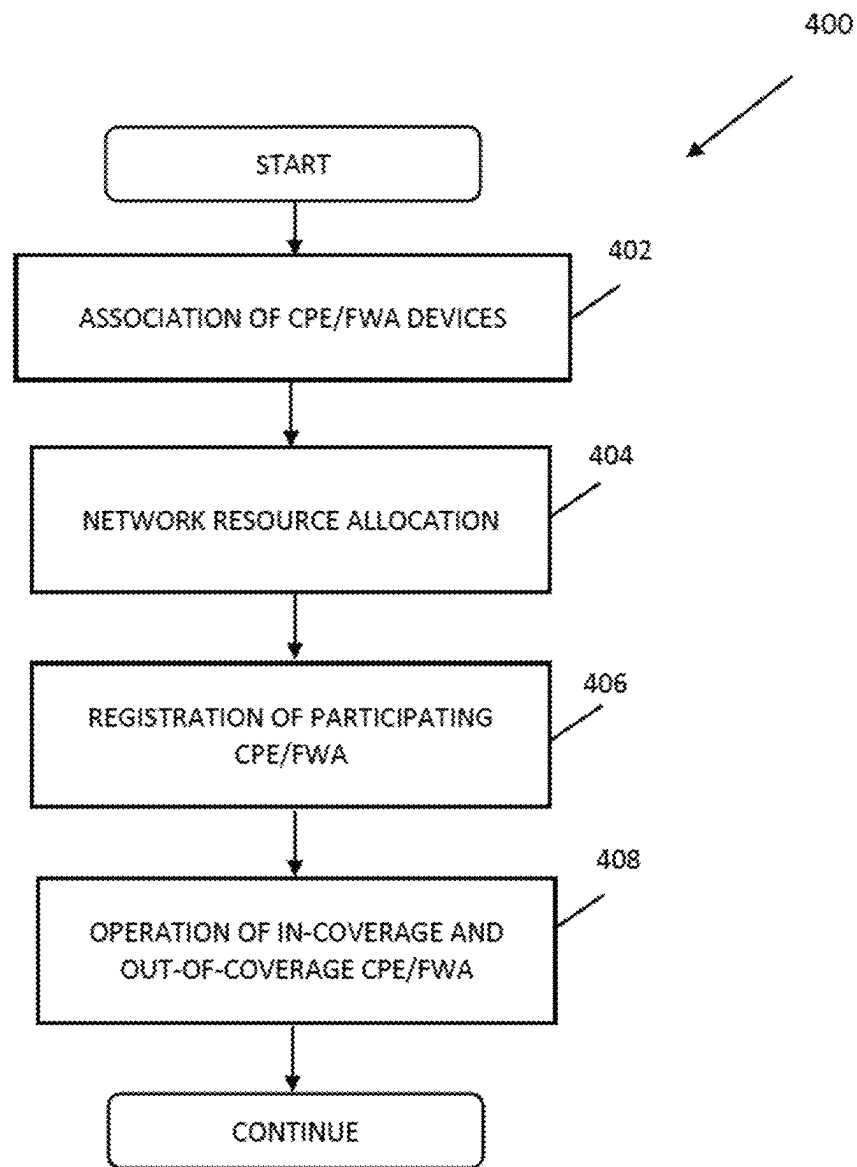 400
START
402
ASSOCIATION OF CPE/FWA DEVICES
404
NETWORK RESOURCE ALLOCATION
406
REGISTRATION OF PARTICIPATING
CPE/FWA
408
OPERATION OF IN-COVERAGE AND
OUT-OF-COVERAGE CPE/FWA
CONTINUE